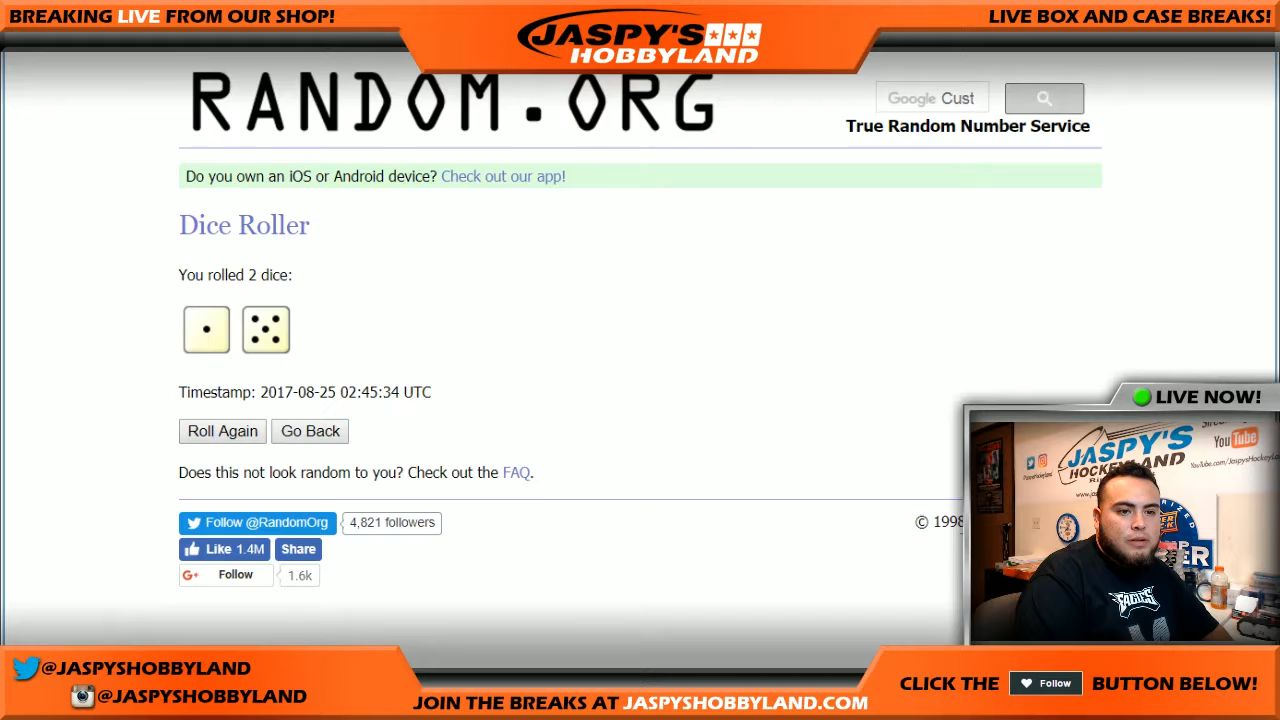 BREAKING LIVE FROM OUR SHOP!
JASPY'S
HOBBYLAND
LIVE BOX AND CASE BREAKS!
RANDOM.ORG
Google Cust
True Random Number Service
Do you own an iOS or Android device? Check out our app!
Dice Roller
You rolled 2 dice:
Timestamp: 2017-08-25 02:45:34 UTC
Roll Again Go Back
Does this not look random to you? Check out the FAQ.
Follow @RandomOrg 4,821 followers
© 1998
Like 1.4M Share
G+ Follow 1.6k
LIVE NOW!
You Tube
JASPY'S
HOCKEYLAND
EAGLES
@JASPYSHOBBYLAND
@JASPYSHOBBYLAND
JOIN THE BREAKS AT JASPYSHOBBYLAND.COM
CLICK THE Follow BUTTON BELOW!